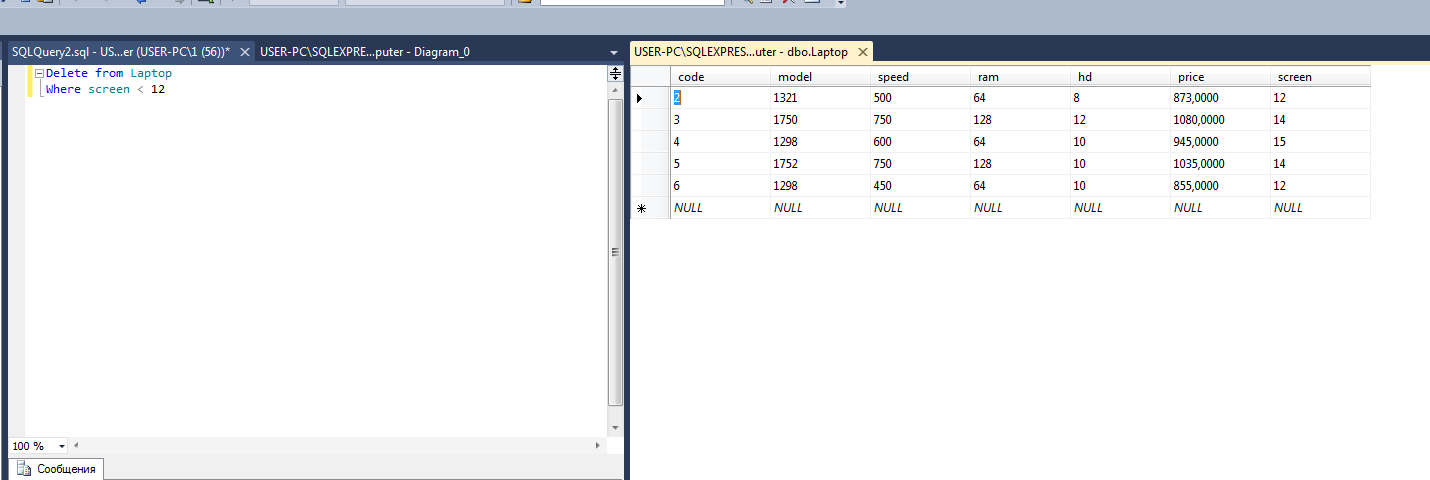 SQLQuery2.sql - US...er (USER-PC\1 (56))* USER-PC\SQLEXPRE...puter - Diagram_0
Delete from Laptop
Where screen < 12
100 %
Сообщения
USER-PC\SQLEXPRES...uter - dbo.Laptop
code model speed ram hd price screen
2 1321 500 64 8 873,0000 12
3 1750 750 128 12 1080,0000 14
4 1298 600 64 10 945,0000 15
5 1752 750 128 10 1035,0000 14
6 1298 450 64 10 855,0000 12
NULL NULL NULL NULL NULL NULL NULL